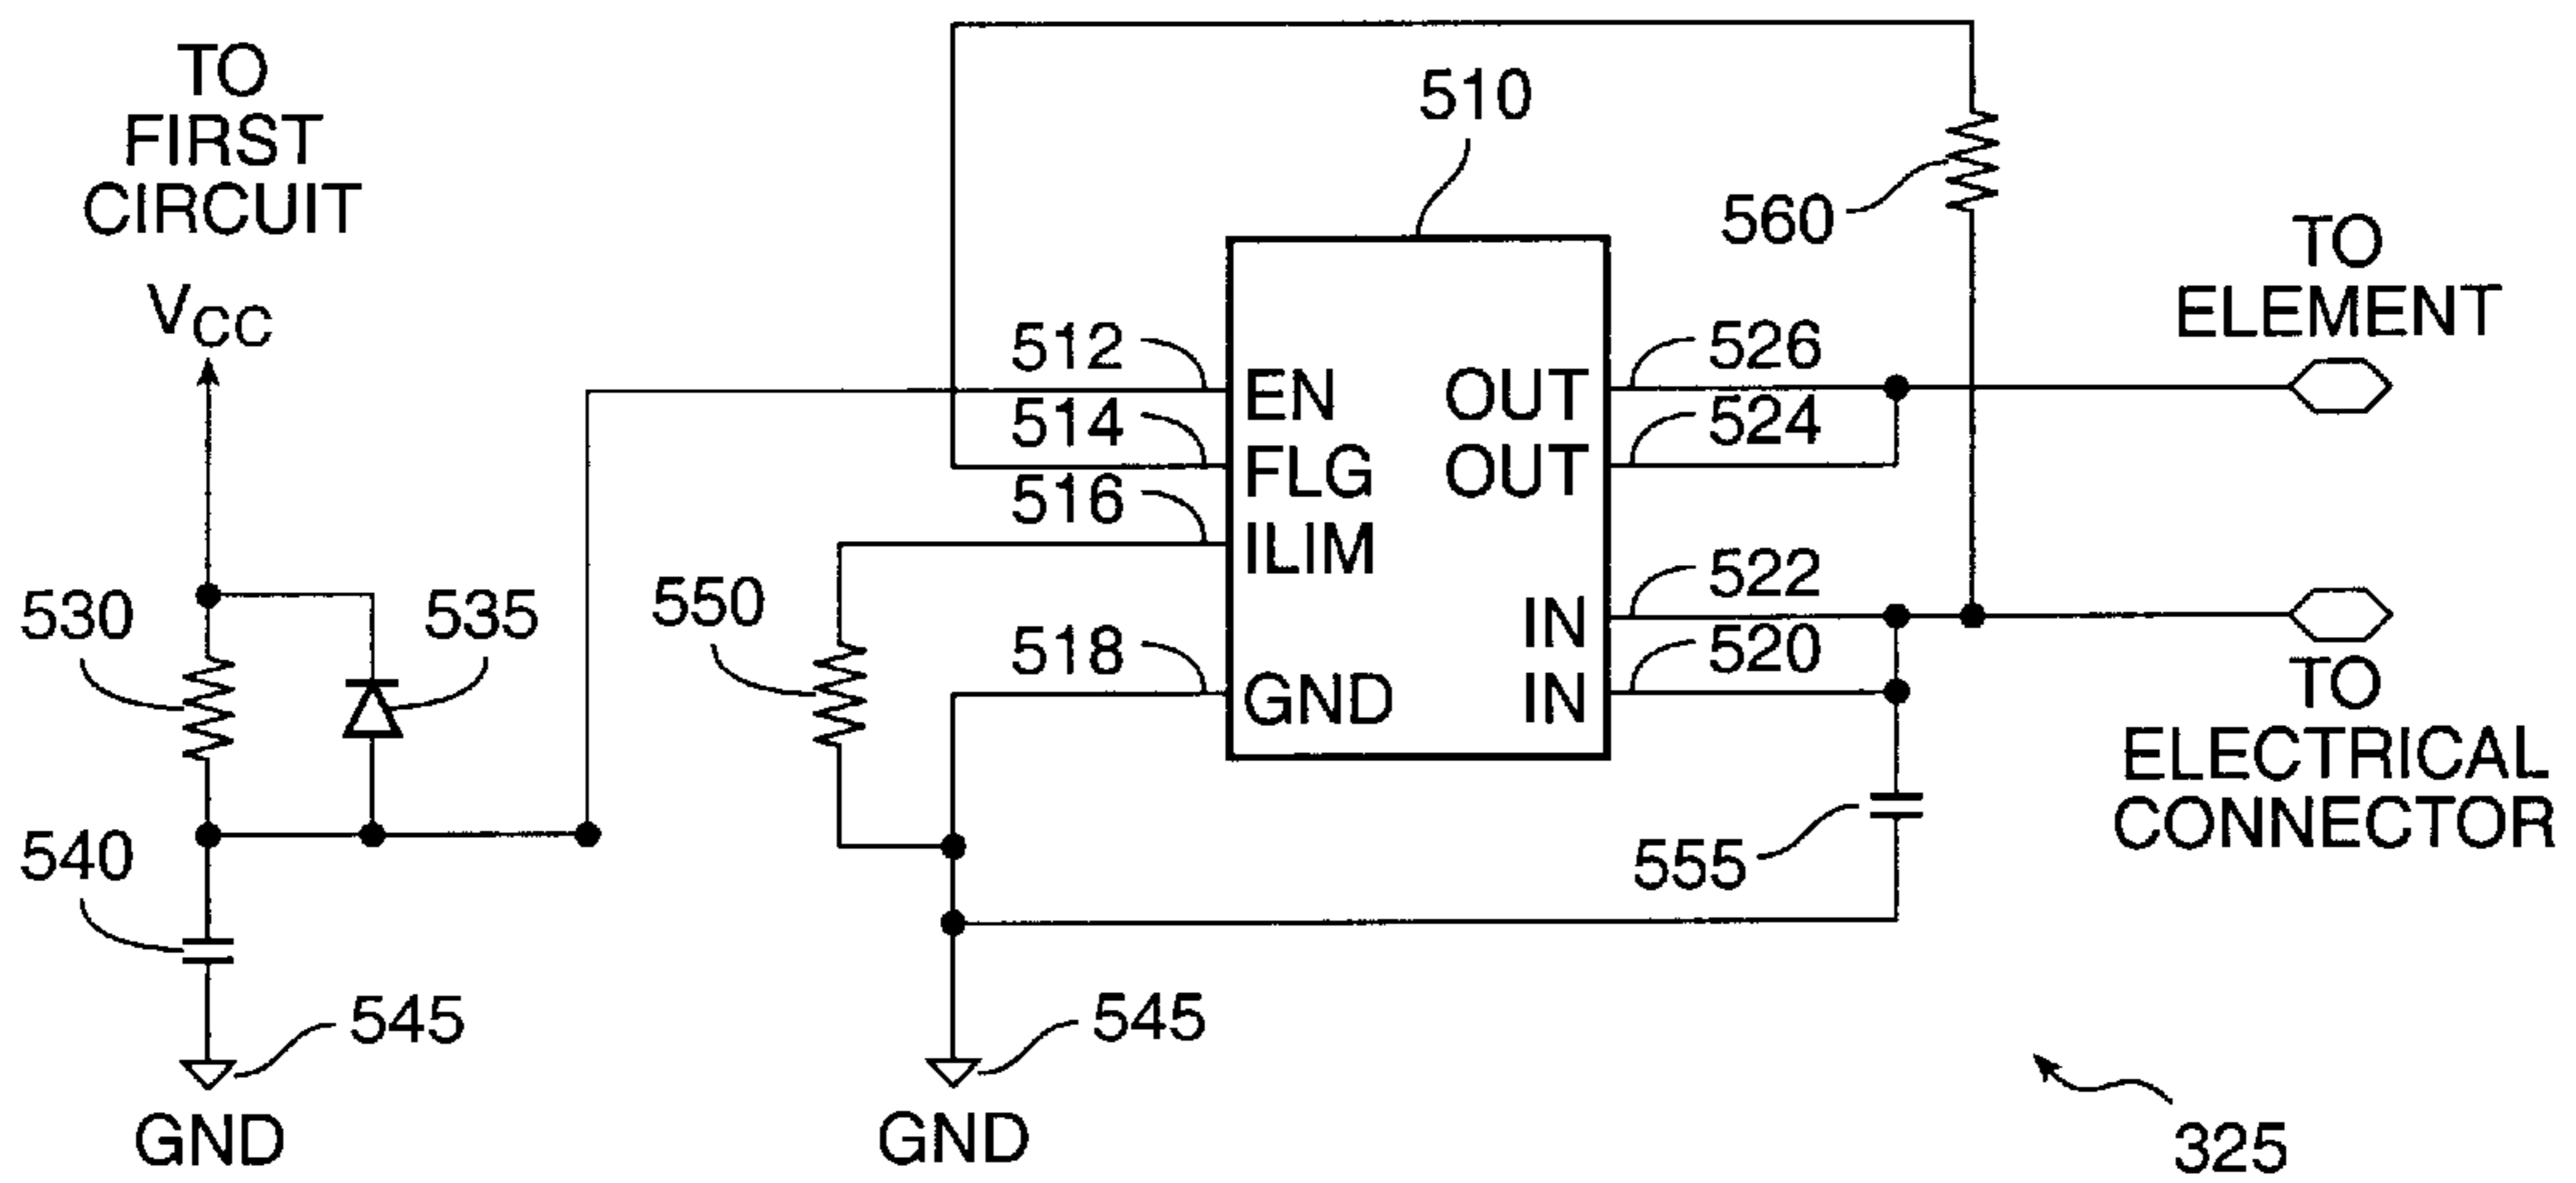 TO
FIRST
CIRCUIT
VCC
510
560
TO
ELEMENT
512
514
516
518
EN
FLG
ILIM
GND
OUT
OUT
IN
IN
526
524
522
520
530
535
550
540
555
TO
ELECTRICAL
CONNECTOR
545
GND
545
GND
325